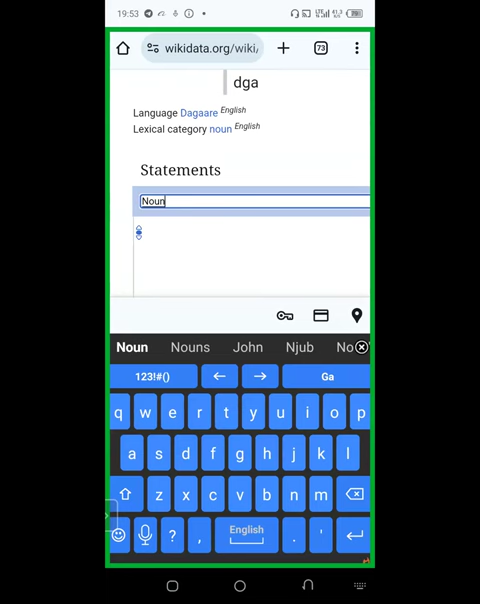 19:53
wikidata.org/wiki/
73
dga
Language Dagaare English
Lexical category noun English
Statements
Noun
Noun Nouns John Njub No
123!#() Ga
q w e r t y u i o p
a s d f g h j k l
z x c v b n m
? , English . '